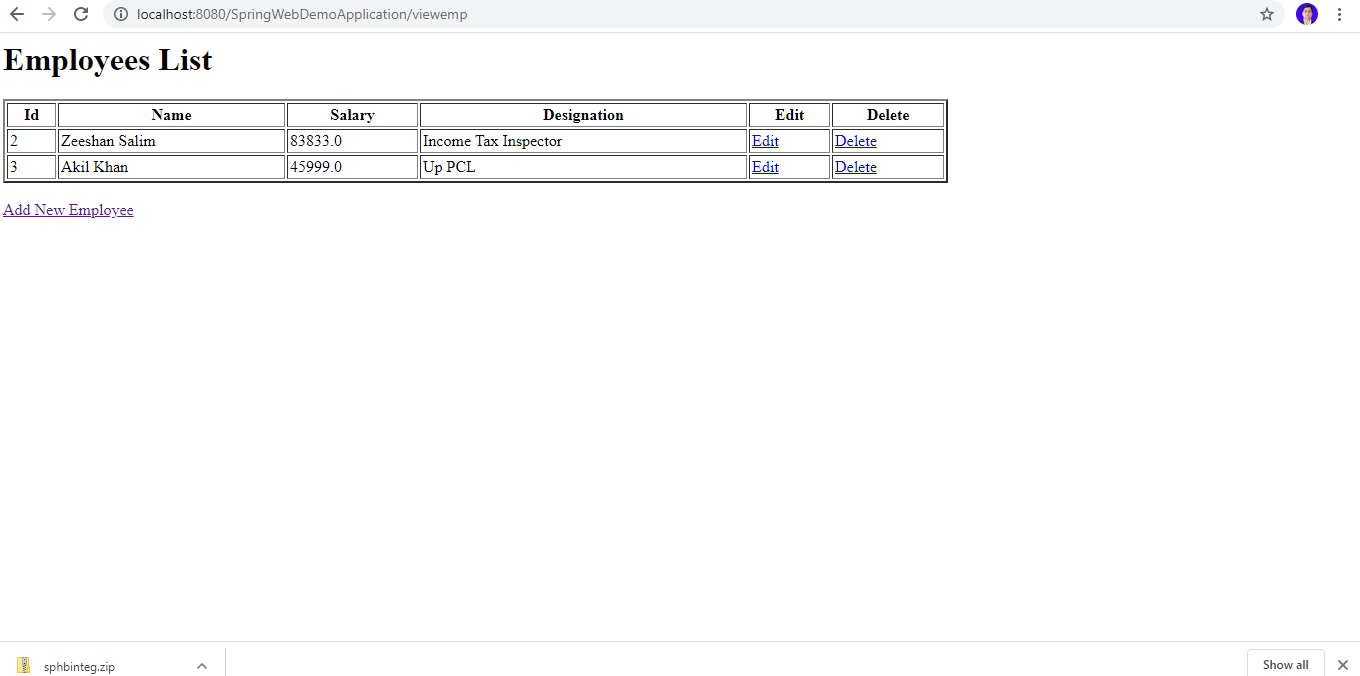 localhost:8080/SpringWebDemoApplication/viewemp
Employees List
Id Name Salary Designation Edit Delete
2 Zeeshan Salim 83833.0 Income Tax Inspector Edit Delete
3 Akil Khan 45999.0 Up PCL Edit Delete
Add New Employee
sphbinteg.zip Show all